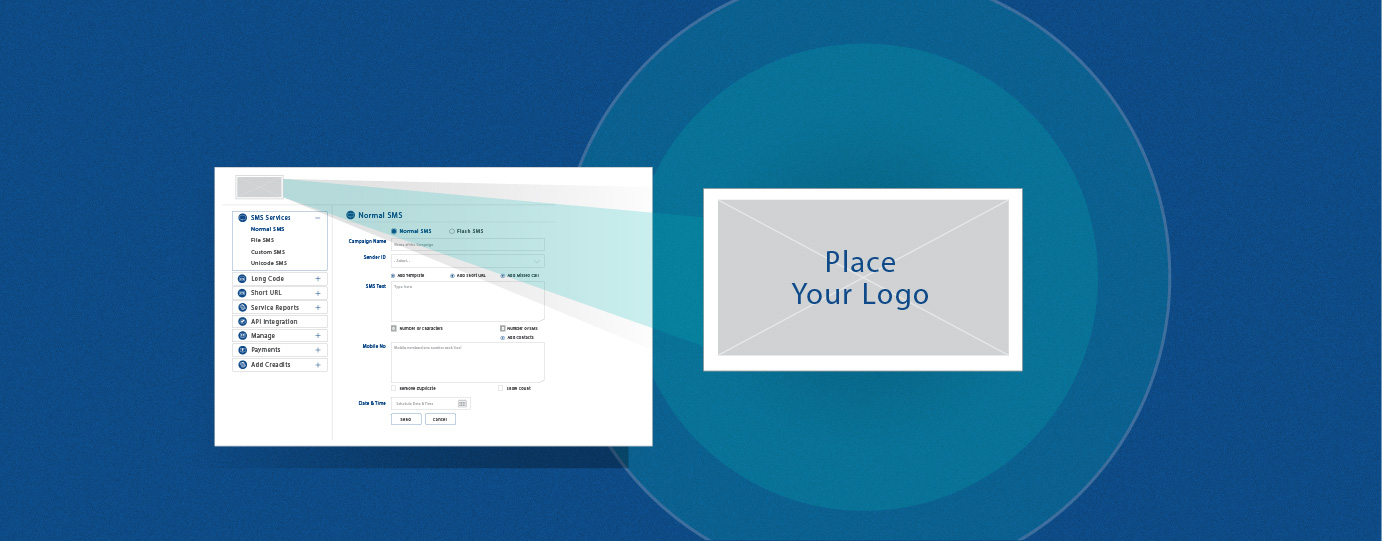 SMS Services
Normal SMS
File SMS
Custom SMS
Unicode SMS
Long Code
Short URL
Service Reports
API Integration
Manage
Payments
Add Creadits
Normal SMS
Normal SMS Flash SMS
Campaign Name
Sender ID
--Select--
Add Template Add Short URL Add Missed Call
SMS Text
Type here
Number of Characters Number of SMS
Add Contacts
Mobile No
Remove Duplicate Show Count
Date & Time Schedule Date & Time
Send Cancel
Place
Your Logo